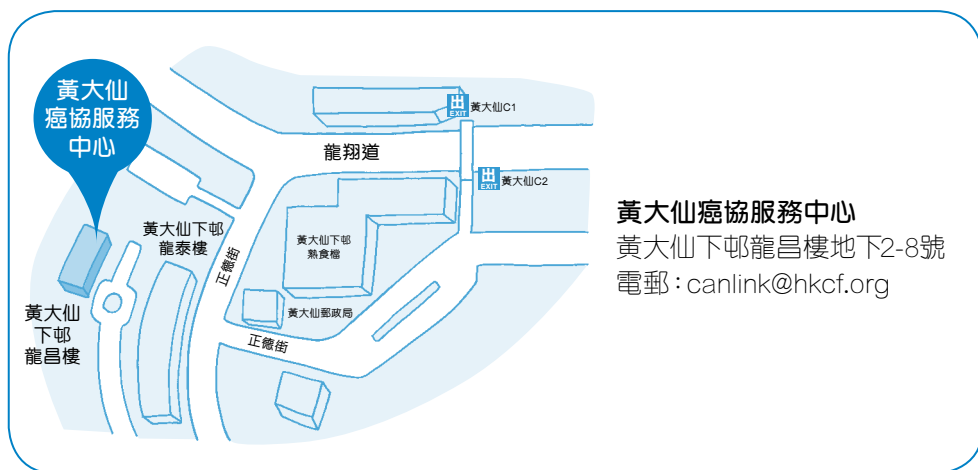 黃大仙
癌協服務
中心
出
EXIT
黃大仙C1
龍翔道
出
EXIT
黃大仙C2
黃大仙下邨
龍泰樓
正德街
黃大仙下邨
熟食檔
黃大仙郵政局
正德街
黃大仙
下邨
龍昌樓
黃大仙癌協服務中心
黃大仙下邨龍昌樓地下2-8號
電郵：canlink@hkcf.org